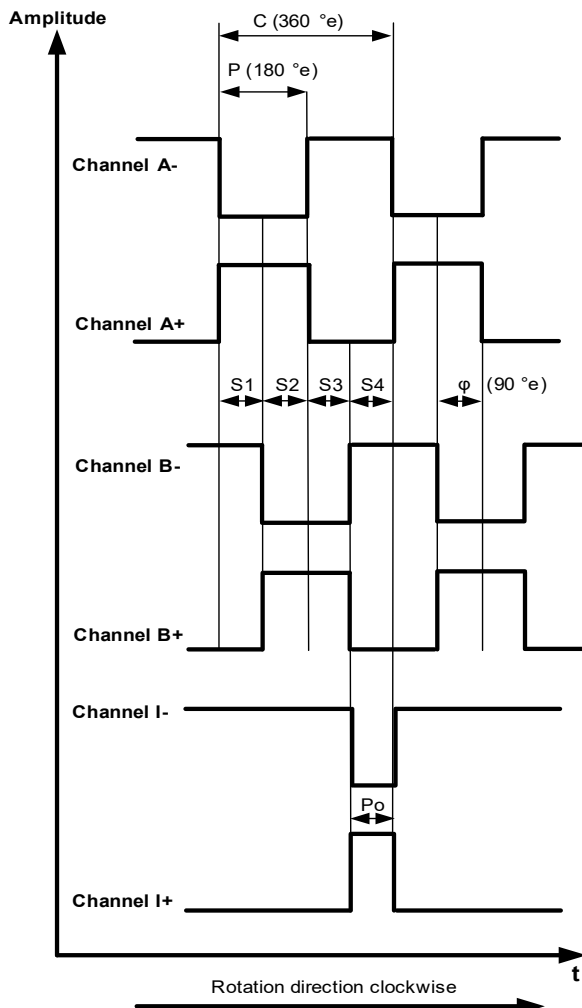 Amplitude
C (360 °e)
P (180 °e)
Channel A-
Channel A+
S1 S2 S3 S4 φ (90 °e)
Channel B-
Channel B+
Channel I-
Po
Channel I+
t
Rotation direction clockwise